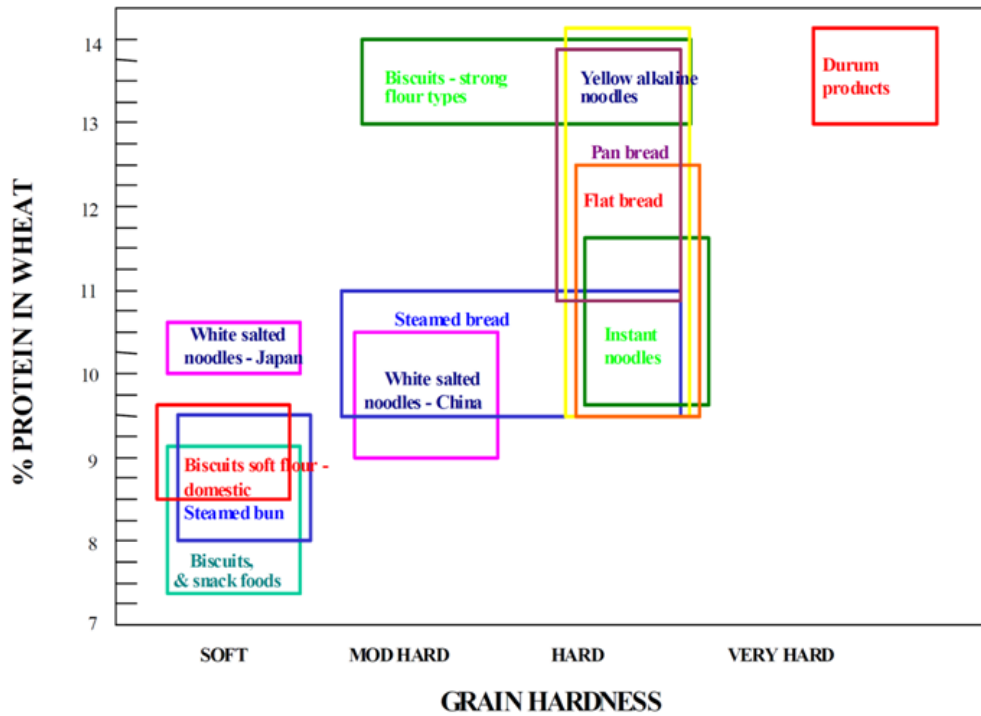 % PROTEIN IN WHEAT
14
13
12
11
10
9
8
7
Biscuits - strong
flour types
Yellow alkaline
noodles
Durum
products
Pan bread
Flat bread
Steamed bread
White salted
noodles - Japan
Instant
noodles
White salted
noodles - China
Biscuits soft flour -
domestic
Steamed bun
Biscuits,
& snack foods
SOFT
MOD HARD
HARD
VERY HARD
GRAIN HARDNESS